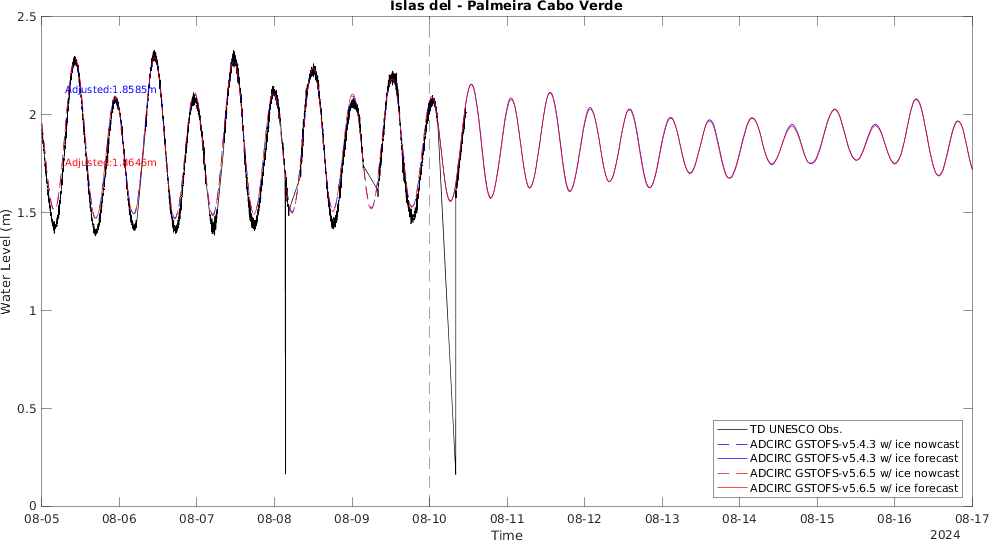 Islas del - Palmeira Cabo Verde
2.5
2
1.5
1
0.5
0
Water Level (m)
Adjusted:1.8585m
Adjusted:1.8645m
TD UNESCO Obs.
ADCIRC GSTOFS-v5.4.3 w/ ice nowcast
ADCIRC GSTOFS-v5.4.3 w/ ice forecast
ADCIRC GSTOFS-v5.6.5 w/ ice nowcast
ADCIRC GSTOFS-v5.6.5 w/ ice forecast
08-05 08-06 08-07 08-08 08-09 08-10 08-11 08-12 08-13 08-14 08-15 08-16 08-17
Time
2024